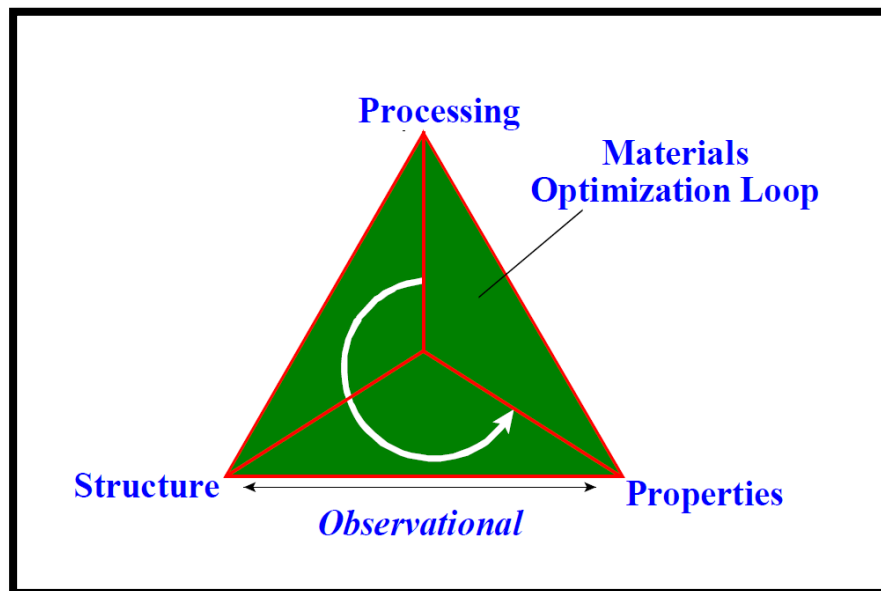 Processing
Materials
Optimization Loop
Structure
Properties
Observational